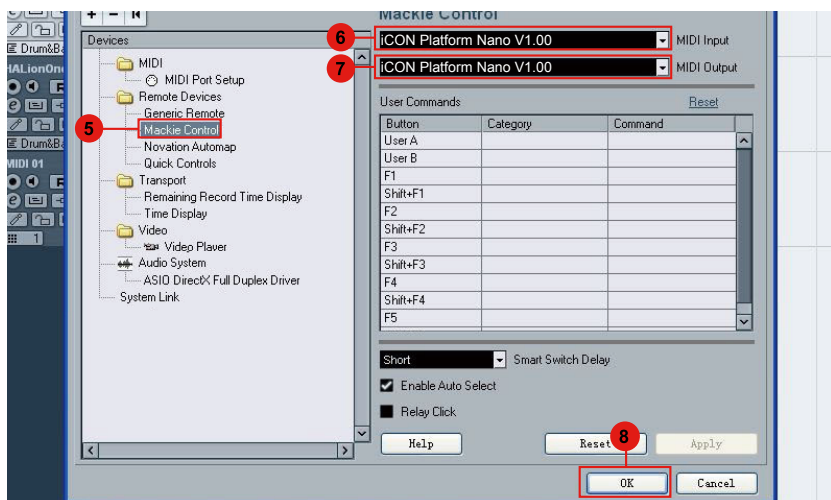 Mackie Control
+ - |◄
Devices
6
iCON Platform Nano V1.00
MIDI Input
7
iCON Platform Nano V1.00
MIDI Output
MIDI
MIDI Port Setup
Remote Devices
Generic Remote
5
Mackie Control
Novation Automap
Quick Controls
Transport
Remaining Record Time Display
Time Display
Video
Video Player
Audio System
ASIO DirectX Full Duplex Driver
System Link
User Commands
Reset
Button Category Command
User A
User B
F1
Shift+F1
F2
Shift+F2
F3
Shift+F3
F4
Shift+F4
F5
Short
Smart Switch Delay
Enable Auto Select
Relay Click
Help
Reset
8
Apply
OK
Cancel
Drum&Ba
HALionOne
R
e
Drum&Ba
MIDI 01
R
e
1